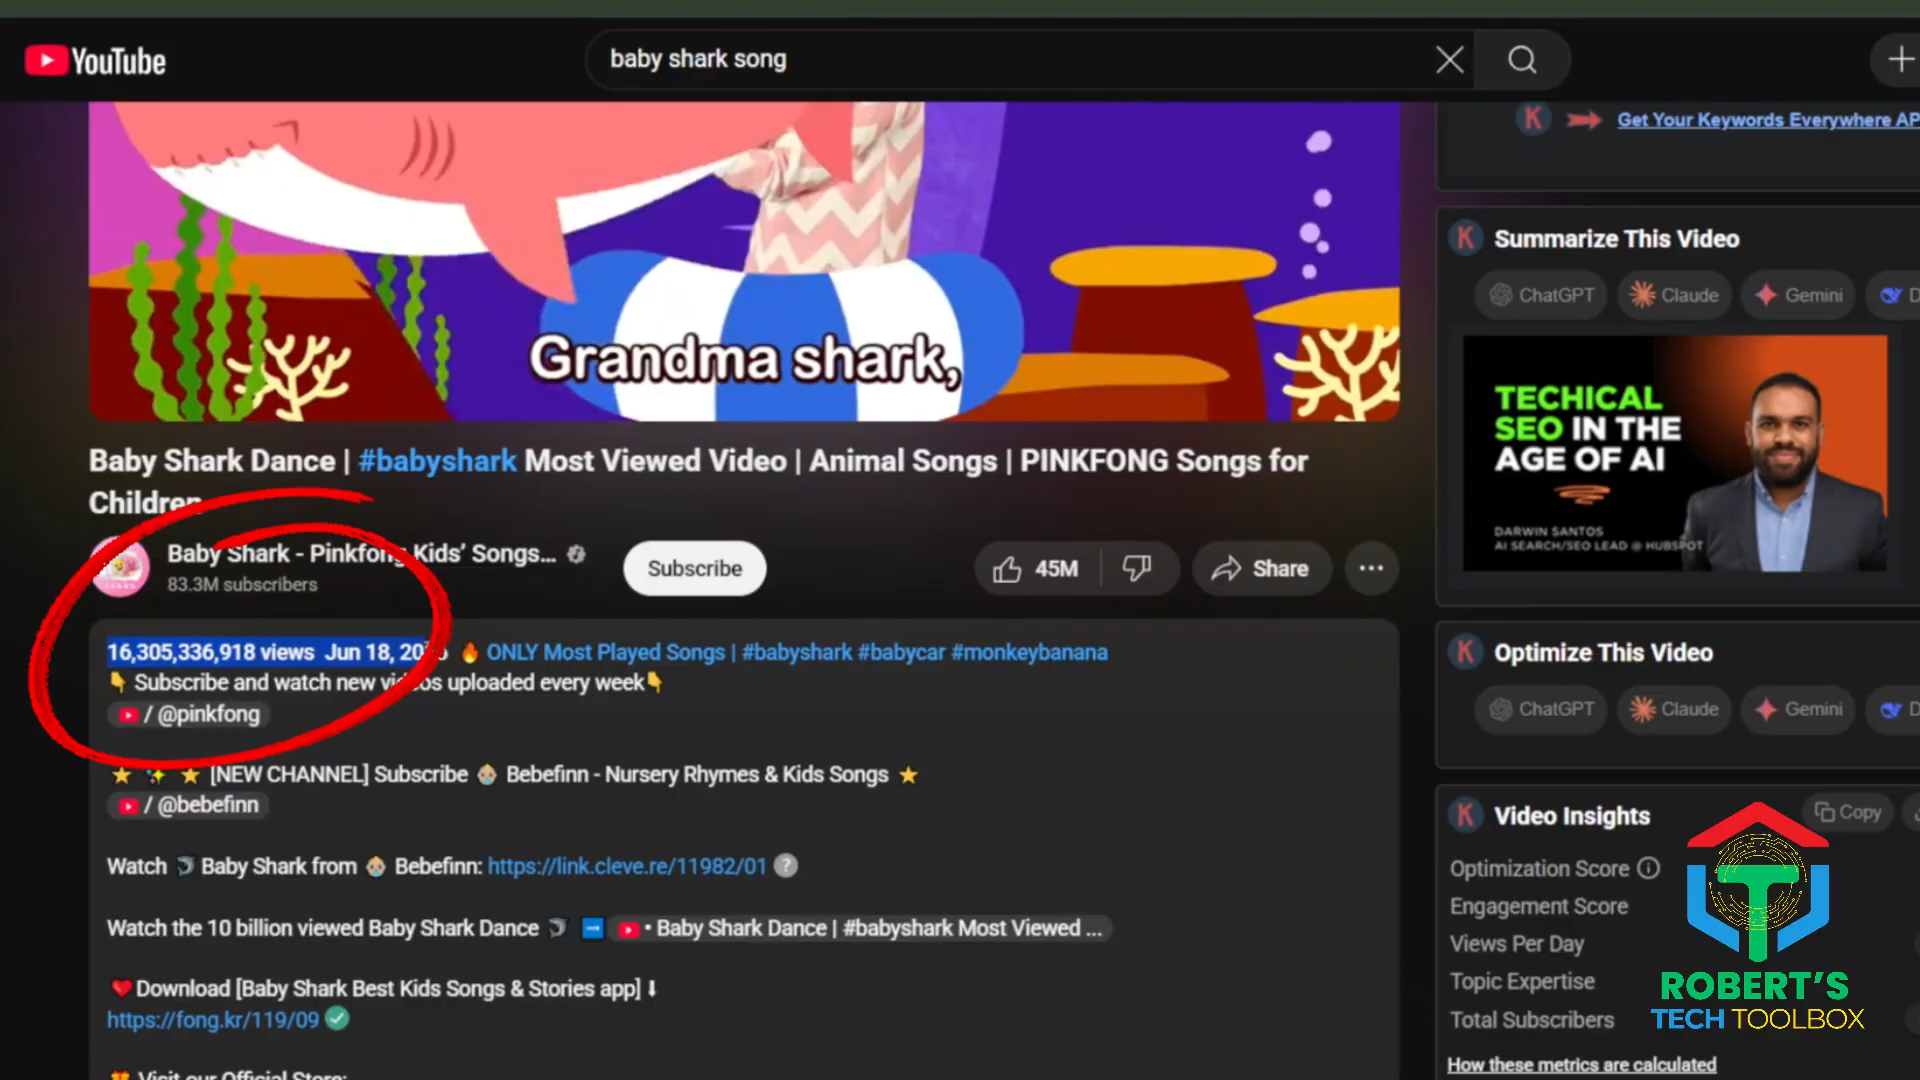 YouTube
baby shark song
K
Get Your Keywords Everywhere AP
Grandma shark,
Baby Shark Dance | #babyshark Most Viewed Video | Animal Songs | PINKFONG Songs for
Children
Baby Shark - Pinkfong Kids' Songs...
83.3M subscribers
Subscribe
45M
Share
16,305,336,918 views Jun 18, 20
🔥 ONLY Most Played Songs | #babyshark #babycar #monkeybanana
👇 Subscribe and watch new videos uploaded every week👇
/ @pinkfong
⭐ ✨ ⭐ [NEW CHANNEL] Subscribe 👶 Bebefinn - Nursery Rhymes & Kids Songs ⭐
/ @bebefinn
Watch 🦈 Baby Shark from 👶 Bebefinn: https://link.cleve.re/11982/01
Watch the 10 billion viewed Baby Shark Dance 🦈 ➡ • Baby Shark Dance | #babyshark Most Viewed ...
❤Download [Baby Shark Best Kids Songs & Stories app] ⬇
https://fong.kr/119/09
Visit our Official Store:
K
Summarize This Video
ChatGPT
Claude
Gemini
D
TECHICAL
SEO IN THE
AGE OF AI
DARWIN SANTOS
AI SEARCH/SEO LEAD @ HUBSPOT
K
Optimize This Video
ChatGPT
Claude
Gemini
D
K
Video Insights
Copy
Optimization Score
Engagement Score
Views Per Day
Topic Expertise
Total Subscribers
How these metrics are calculated
ROBERT'S
TECH TOOLBOX